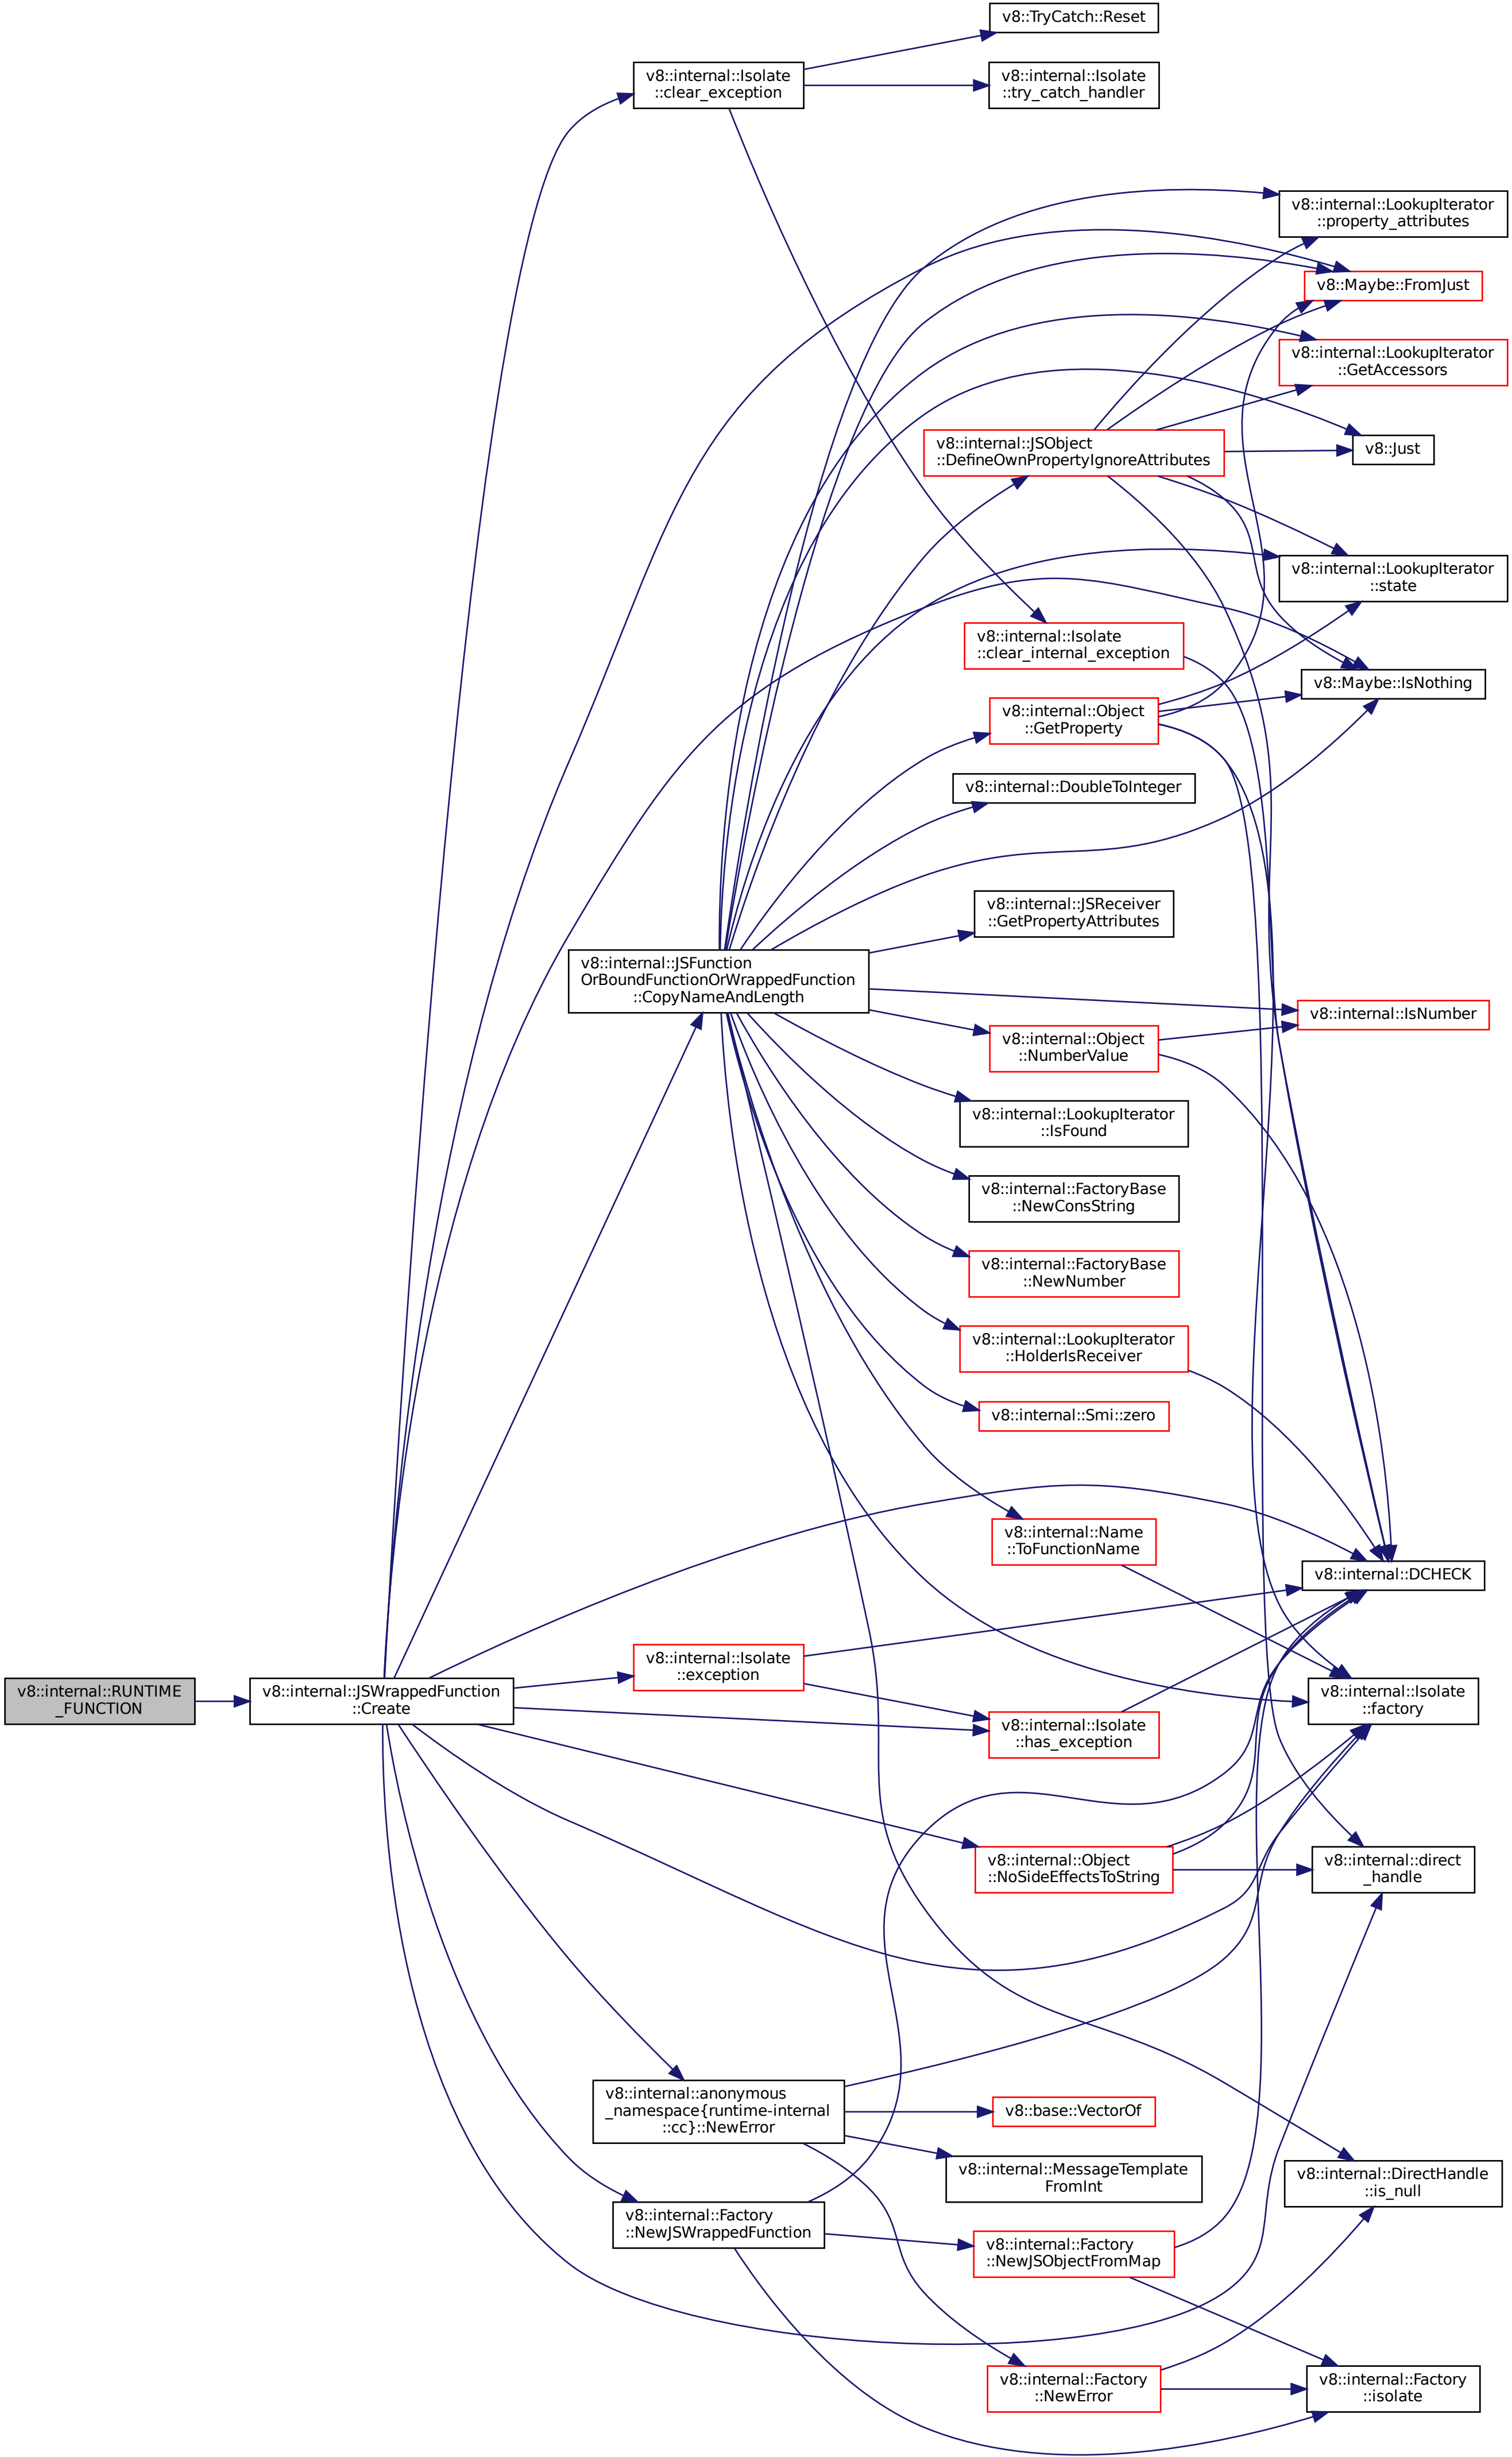 v8::TryCatch::Reset
v8::internal::Isolate
::clear_exception
v8::internal::Isolate
::try_catch_handler
v8::internal::LookupIterator
::property_attributes
v8::Maybe::FromJust
v8::internal::LookupIterator
::GetAccessors
v8::internal::JSObject
::DefineOwnPropertyIgnoreAttributes
v8::Just
v8::internal::LookupIterator
::state
v8::internal::Isolate
::clear_internal_exception
v8::Maybe::IsNothing
v8::internal::Object
::GetProperty
v8::internal::DoubleToInteger
v8::internal::JSReceiver
::GetPropertyAttributes
v8::internal::JSFunction
OrBoundFunctionOrWrappedFunction
::CopyNameAndLength
v8::internal::IsNumber
v8::internal::Object
::NumberValue
v8::internal::LookupIterator
::IsFound
v8::internal::FactoryBase
::NewConsString
v8::internal::FactoryBase
::NewNumber
v8::internal::LookupIterator
::HolderIsReceiver
v8::internal::Smi::zero
v8::internal::Name
::ToFunctionName
v8::internal::DCHECK
v8::internal::Isolate
::exception
v8::internal::RUNTIME
_FUNCTION
v8::internal::JSWrappedFunction
::Create
v8::internal::Isolate
::factory
v8::internal::Isolate
::has_exception
v8::internal::Object
::NoSideEffectsToString
v8::internal::direct
_handle
v8::internal::anonymous
_namespace{runtime-internal
::cc}::NewError
v8::base::VectorOf
v8::internal::MessageTemplate
FromInt
v8::internal::DirectHandle
::is_null
v8::internal::Factory
::NewJSWrappedFunction
v8::internal::Factory
::NewJSObjectFromMap
v8::internal::Factory
::NewError
v8::internal::Factory
::isolate